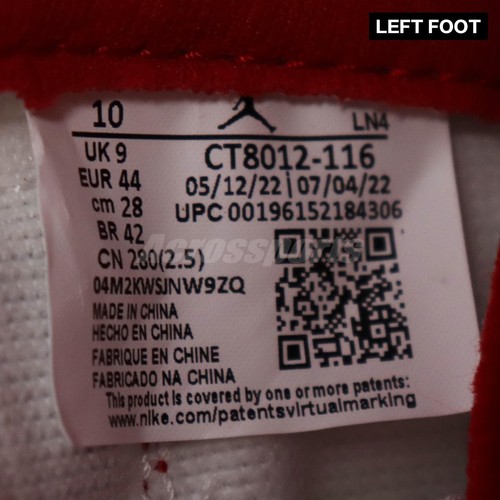 LEFT FOOT
10
LN4
UK 9
CT8012-116
EUR 44
05/12/22 | 07/04/22
cm 28
UPC 00196152184306
BR 42
Aerossports
CN 280(2.5)
04M2KWSJNW9ZQ
MADE IN CHINA
HECHO EN CHINA
FABRIQUE EN CHINE
FABRICADO NA CHINA
This product is covered by one or more patents.
www.nike.com/patentsvirtualmarking